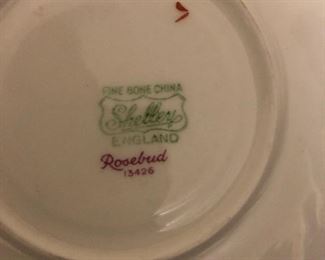 FINE BONE CHINA
Shelley
ENGLAND
Rosebud
13426